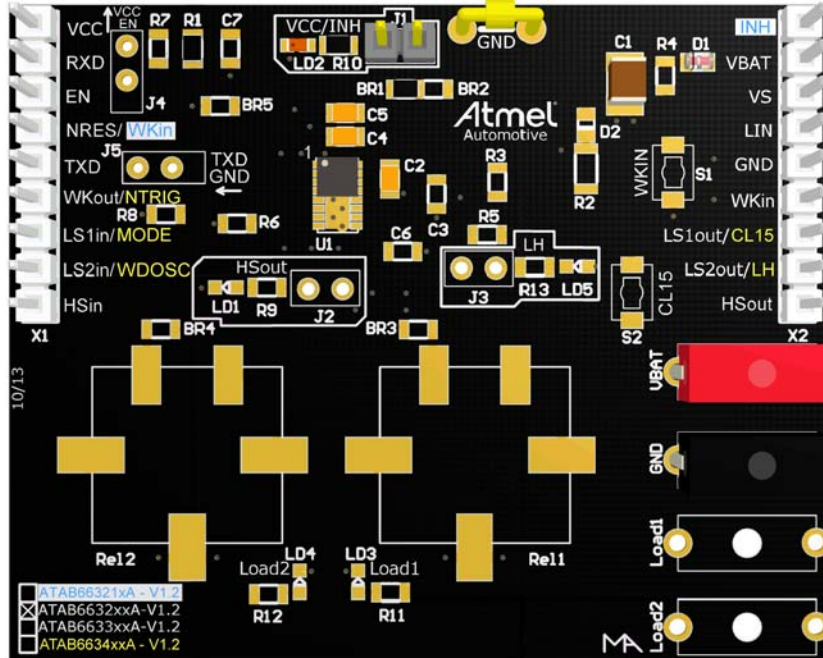 VCC
EN
VCC
R7
R1
C7
VCC/INH
J1
LD2
R10
GND
C1
R4
D1
INH
RXD
VBAT
EN
J4
BR5
BR1
BR2
VS
C5
C4
Atmel
Automotive
D2
LIN
NRES/WKin
J5
TXD
TXD
GND
1
C2
R3
R2
WKIN
S1
GND
WKout/NTRIG
R8
R6
U1
C3
R5
WKin
LS1in/MODE
C6
LH
LS1out/CL15
LS2in/WDOSC
HSout
J3
R13
LD5
CL15
LS2out/LH
HSin
LD1
R9
J2
HSout
X1
BR4
BR3
S2
X2
10/13
VBAT
GND
Rel2
Load2
LD4
LD3
Load1
Rel1
Load1
R12
R11
ATAB66321xA - V1.2
ATAB6632xxA-V1.2
ATAB6633xxA-V1.2
ATAB6634xxA - V1.2
MA
Load2